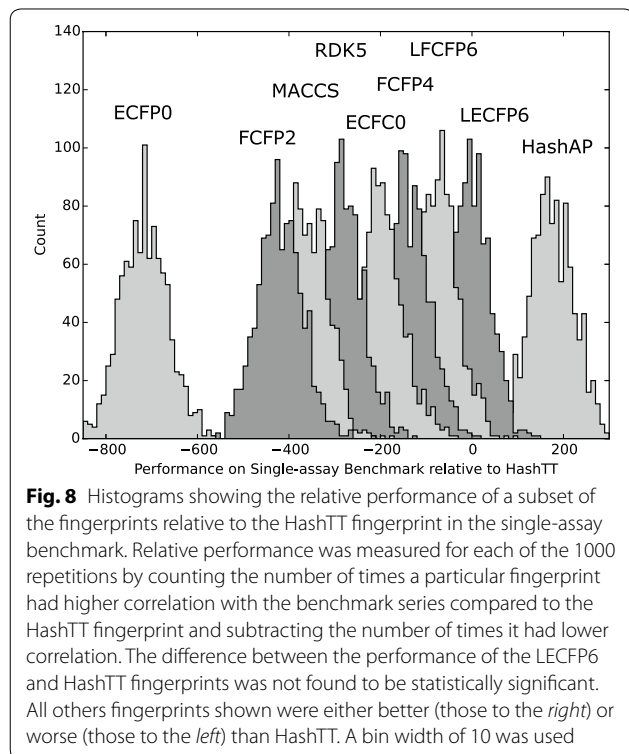 140
120
100
80
60
40
20
0
Count
ECFP0
FCFP2
MACCS
RDK5
ECFC0
FCFP4
LFCFP6
LECFP6
HashAP
−800
−600
−400
−200
0
200
Performance on Single-assay Benchmark relative to HashTT
Fig. 8 Histograms showing the relative performance of a subset of
the fingerprints relative to the HashTT fingerprint in the single-assay
benchmark. Relative performance was measured for each of the 1000
repetitions by counting the number of times a particular fingerprint
had higher correlation with the benchmark series compared to the
HashTT fingerprint and subtracting the number of times it had lower
correlation. The difference between the performance of the LECFP6
and HashTT fingerprints was not found to be statistically significant.
All others fingerprints shown were either better (those to the right) or
worse (those to the left) than HashTT. A bin width of 10 was used